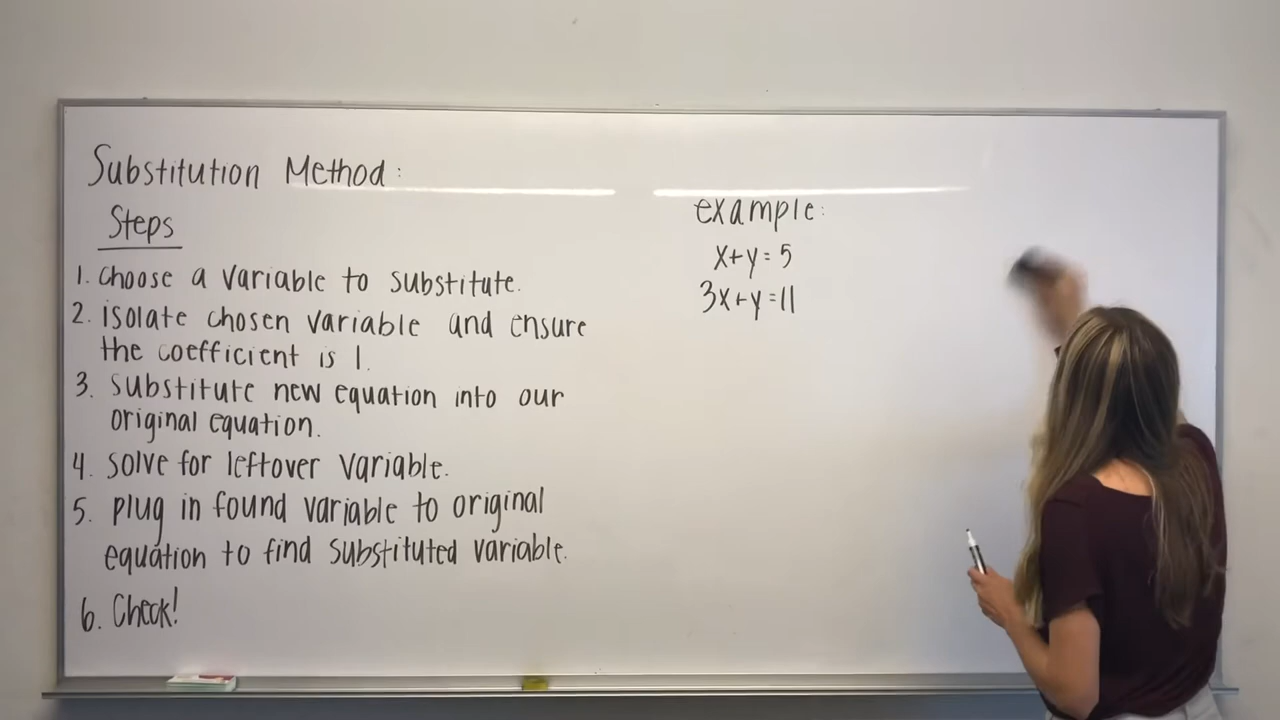 Substitution Method:
Steps
1. choose a variable to substitute.
2. isolate chosen variable and ensure
the coefficient is 1.
3. substitute new equation into our
original equation.
4. solve for leftover variable.
5. plug in found variable to original
equation to find substituted variable.
6. Check!
example:
x+y=5
3x+y=11